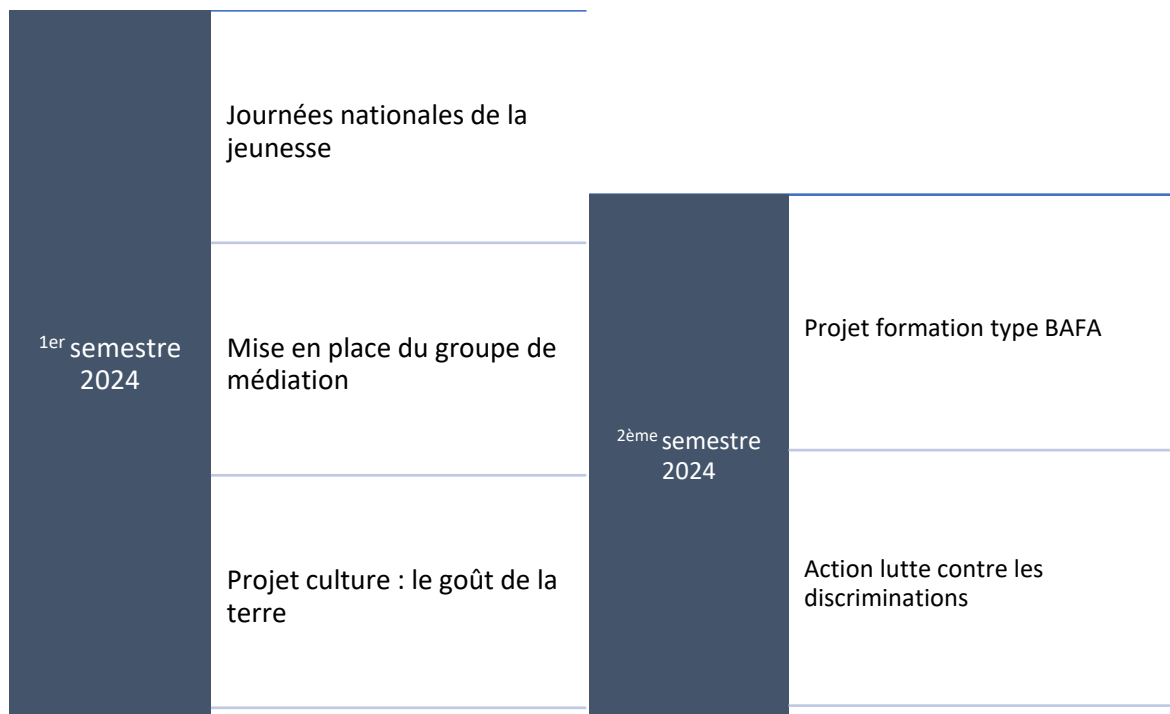 1er semestre
2024
Journées nationales de la
jeunesse
Mise en place du groupe de
médiation
Projet culture : le goût de la
terre
2ème semestre
2024
Projet formation type BAFA
Action lutte contre les
discriminations